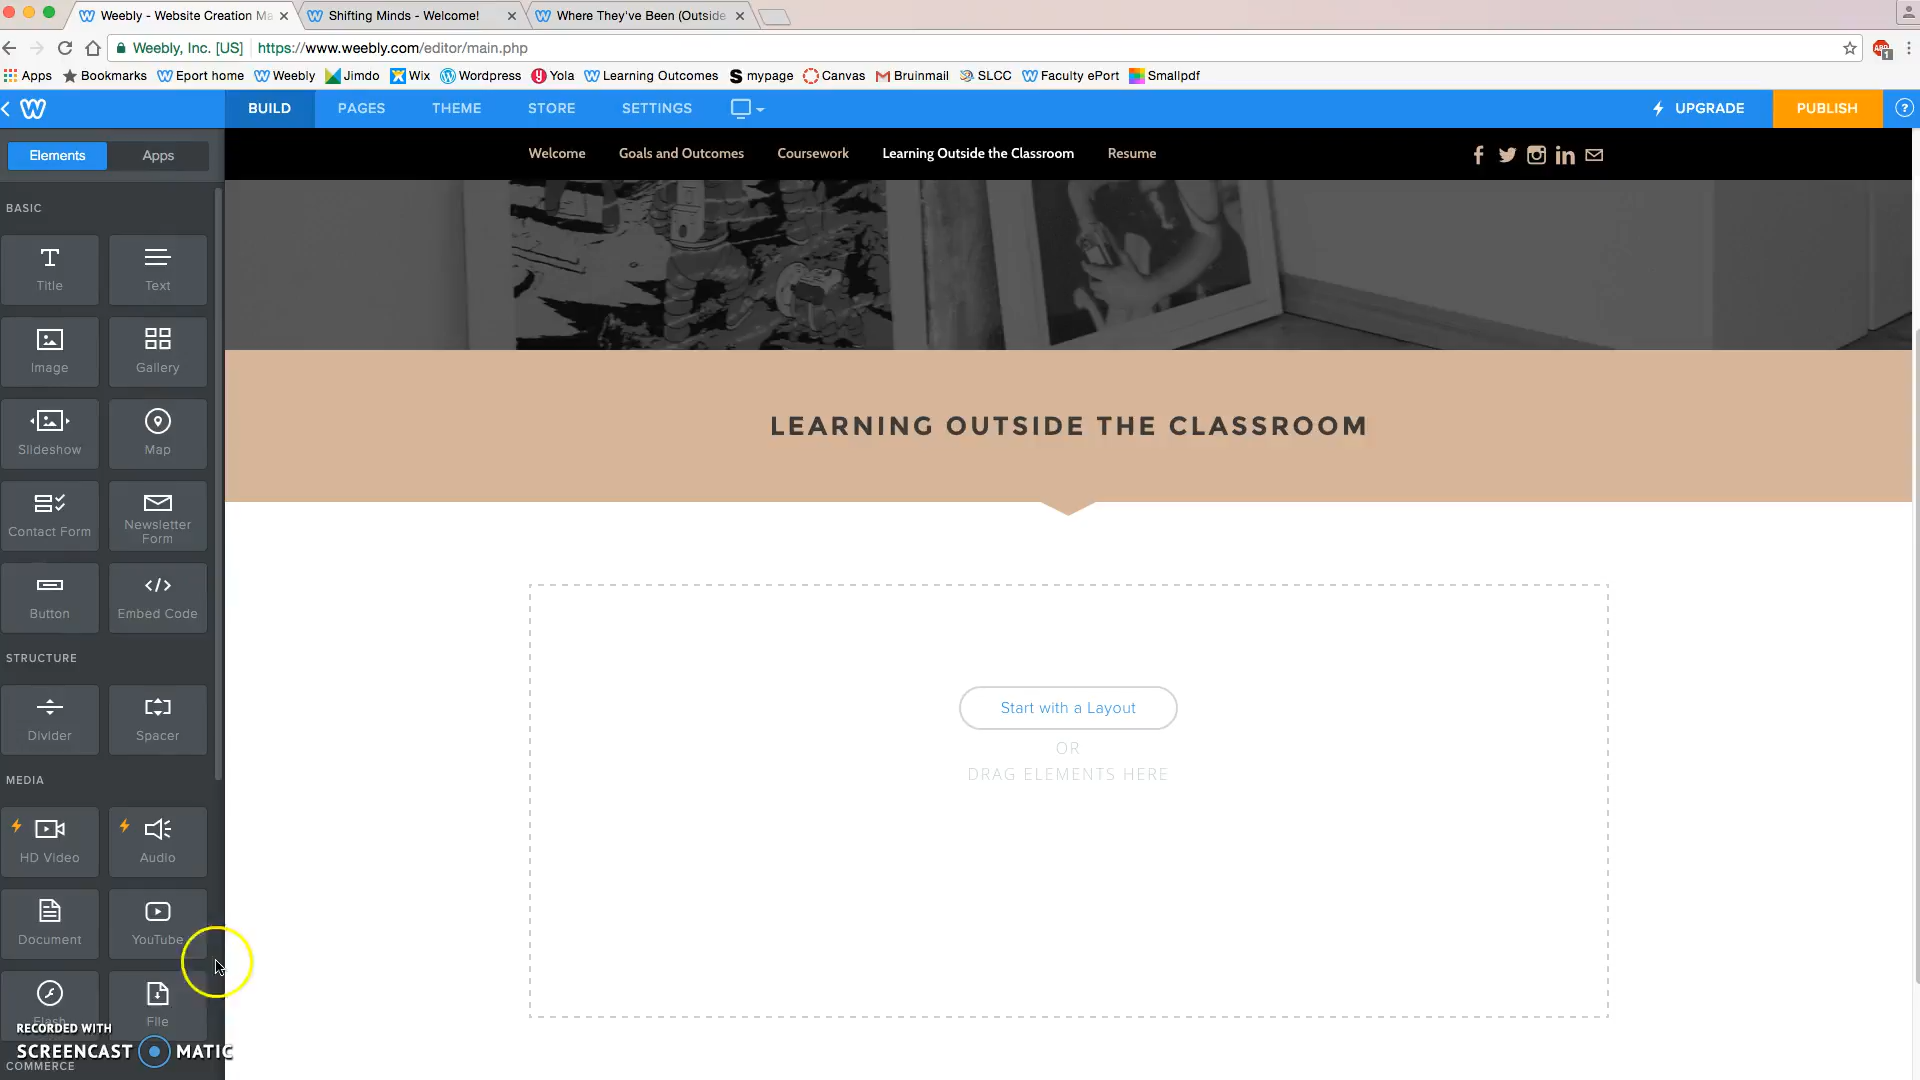 Weebly - Website Creation Ma
Shifting Minds - Welcome!
Where They've Been (Outside
Weebly, Inc. [US]
https://www.weebly.com/editor/main.php
Apps
Bookmarks
Eport home
Weebly
Jimdo
Wix
Wordpress
Yola
Learning Outcomes
mypage
Canvas
Bruinmail
SLCC
Faculty ePort
Smallpdf
BUILD
PAGES
THEME
STORE
SETTINGS
UPGRADE
PUBLISH
Elements
Apps
Welcome
Goals and Outcomes
Coursework
Learning Outside the Classroom
Resume
BASIC
Title
Text
Image
Gallery
Slideshow
Map
Contact Form
Newsletter
Form
Button
Embed Code
STRUCTURE
Divider
Spacer
MEDIA
HD Video
Audio
Document
YouTube
Flash
File
COMMERCE
LEARNING OUTSIDE THE CLASSROOM
Start with a Layout
OR
DRAG ELEMENTS HERE
RECORDED WITH
SCREENCAST MATIC